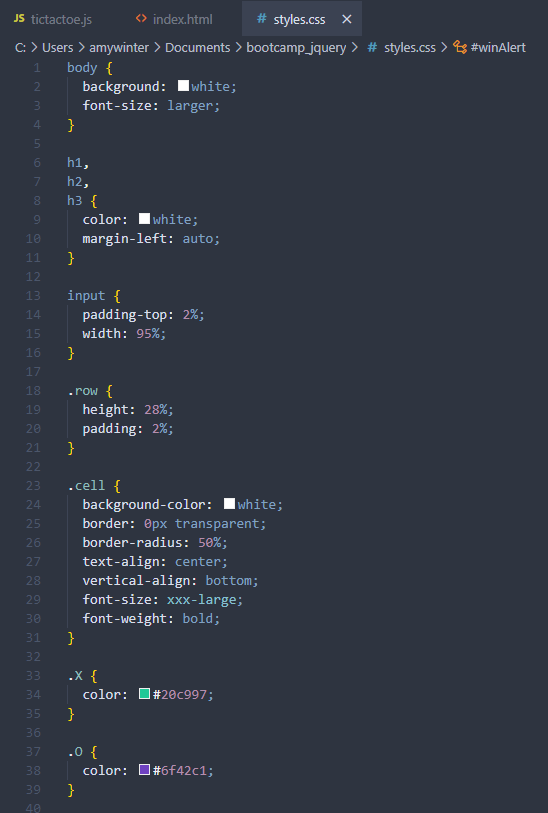 JS tictactoe.js <> index.html # styles.css ×
C: > Users > amywinter > Documents > bootcamp_jquery > # styles.css > #winAlert
1 body {
2 background: white;
3 font-size: larger;
4 }
5
6 h1,
7 h2,
8 h3 {
9 color: white;
10 margin-left: auto;
11 }
12
13 input {
14 padding-top: 2%;
15 width: 95%;
16 }
17
18 .row {
19 height: 28%;
20 padding: 2%;
21 }
22
23 .cell {
24 background-color: white;
25 border: 0px transparent;
26 border-radius: 50%;
27 text-align: center;
28 vertical-align: bottom;
29 font-size: xxx-large;
30 font-weight: bold;
31 }
32
33 .X {
34 color: #20c997;
35 }
36
37 .O {
38 color: #6f42c1;
39 }
40